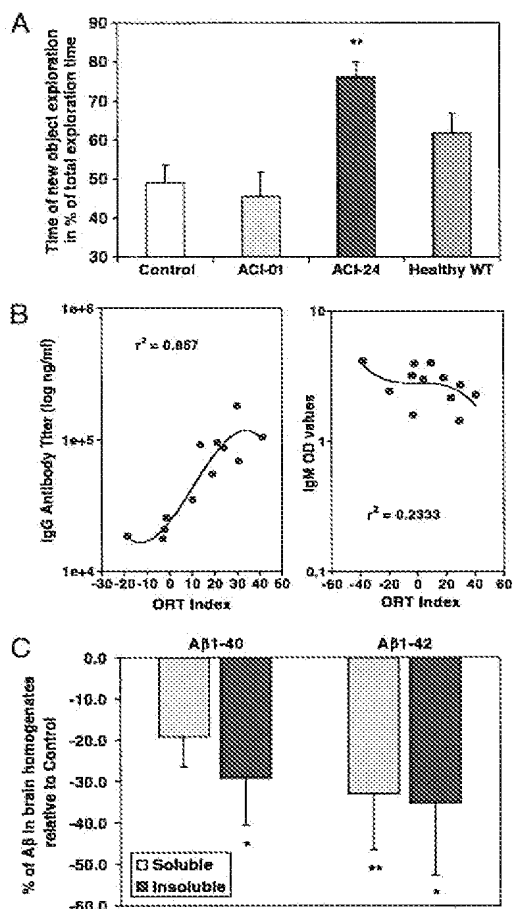 A
Time of new object exploration
in % of total exploration time
90
80
70
60
50
40
30
**
Control ACI-01 ACI-24 Healthy WT
B
IgG Antibody Titer (log ng/ml)
1e+6
1e+5
1e+4
r² = 0.867
-30 -20 -10 0 10 20 30 40 50
ORT Index
IgM OD values
10
1
0.1
r² = 0.2333
-60 -40 -20 0 20 40 60
ORT Index
C
Aβ1-40 Aβ1-42
% of Aβ in brain homogenates
relative to Control
0.0
-10.0
-20.0
-30.0
-40.0
-50.0
-60.0
*
**
*
Soluble
Insoluble